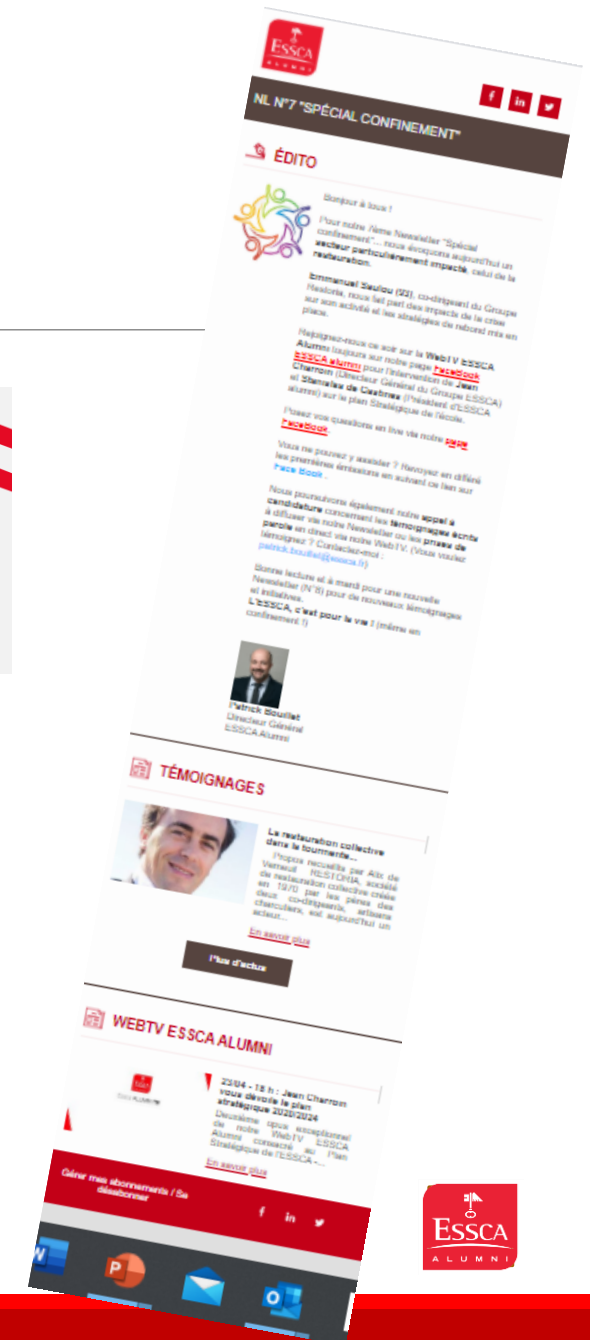 ESSCA
ALUMNI
NL N°7 "SPÉCIAL CONFINEMENT"
ÉDITO
Bonjour à tous !
Pour notre 7ème Newsletter "Spécial
confinement"... nous évoquons aujourd'hui un
secteur particulièrement impacté, celui de la
restauration.
Emmanuel Saulou (93), co-dirigeant du Groupe
Restoria, nous fait part des impacts de la crise
sur son activité et les stratégies de rebond mis en
place.
Rejoignez-nous ce soir sur la WebTV ESSCA
Alumni toujours sur notre page FaceBook
ESSCA alumni pour l'intervention de Jean
Charroin (Directeur Général du Groupe ESSCA)
et Stanislas de Castries (Président d'ESSCA
alumni) sur le plan Stratégique de l'école.
Posez vos questions en live via notre page
FaceBook.
Vous ne pouvez y assister ? Revoyez en différé
les premières émissions en suivant ce lien sur
Face Book .
Nous poursuivons également notre appel à
candidature concernant les témoignages écrits
à diffuser via notre Newsletter ou les prises de
parole en direct via notre WebTV. (Vous voulez
témoignez ? Contactez-moi :
patrick.bouillet@essca.fr)
Bonne lecture et à mardi pour une nouvelle
Newsletter (N°8) pour de nouveaux témoignages
et initiatives.
L'ESSCA, c'est pour la vie ! (même en
confinement !)
Patrick Bouillet
Directeur Général
ESSCA Alumni
TÉMOIGNAGES
La restauration collective
dans la tourmente...
Propos recueillis par Alix de
Verneuil RESTORIA, société
de restauration collective créée
en 1970 par les pères des
deux co-dirigeants, artisans
charcutiers, est aujourd'hui un
acteur...
En savoir plus
Plus d'actus
WEBTV ESSCA ALUMNI
23/04 - 18 h : Jean Charroin
vous dévoile le plan
stratégique 2020/2024
Deuxième opus exceptionnel
de notre WebTV ESSCA
Alumni consacré au Plan
Stratégique de l'ESSCA -...
En savoir plus
Gérer mes abonnements / Se
désabonner
ESSCA
ALUMNI